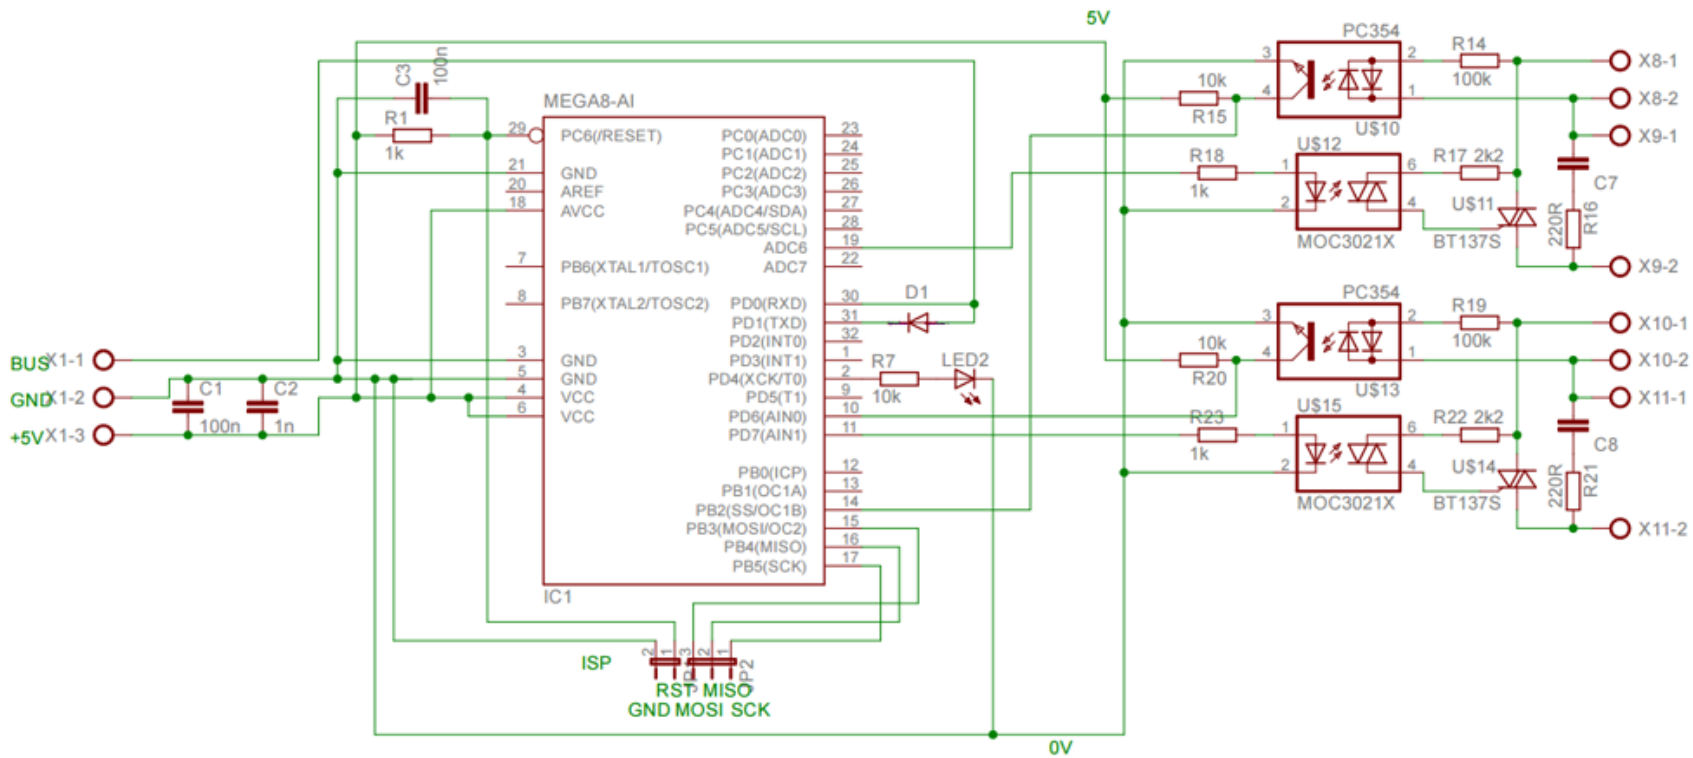 5V
PC354
C3
100n
R14
X8-1
100k
10k
X8-2
MEGA8-AI
3
2
4
1
R1
1k
29
PC6(/RESET)
PC0(ADC0)
23
R15
U$10
X9-1
PC1(ADC1)
24
U$12
21
GND
PC2(ADC2)
25
R18
1k
1
6
R17 2k2
C7
20
AREF
PC3(ADC3)
26
18
AVCC
PC4(ADC4/SDA)
27
2
4
U$11
220R
R16
PC5(ADC5/SCL)
28
MOC3021X
BT137S
ADC6
19
7
PB6(XTAL1/TOSC1)
ADC7
22
X9-2
8
PB7(XTAL2/TOSC2)
PD0(RXD)
30
D1
PC354
R19
PD1(TXD)
31
3
2
100k
X10-1
PD2(INT0)
32
10k
BUS
X1-1
3
GND
PD3(INT1)
1
R7
LED2
4
1
X10-2
C1
C2
5
GND
PD4(XCK/T0)
2
10k
R20
U$13
GND
X1-2
4
VCC
PD5(T1)
9
X11-1
100n
1n
6
VCC
PD6(AIN0)
10
U$15
R23
1k
1
6
R22 2k2
+5V
X1-3
PD7(AIN1)
11
C8
PB0(ICP)
12
2
4
U$14
220R
R21
PB1(OC1A)
13
PB2(SS/OC1B)
14
MOC3021X
BT137S
PB3(MOSI/OC2)
15
X11-2
PB4(MISO)
16
PB5(SCK)
17
IC1
ISP
2
1
3
2
1
JP2
RST
MISO
GND
MOSI
SCK
0V